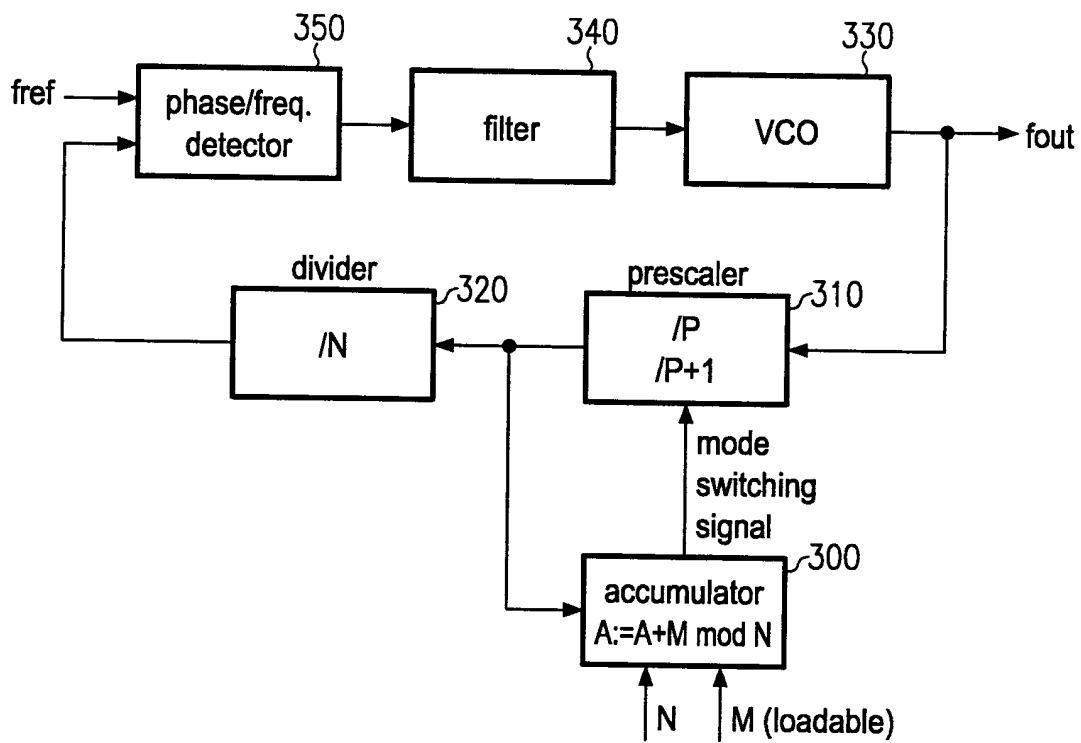 350
340
330
fref
phase/freq.
detector
filter
VCO
fout
divider
320
/N
prescaler
310
/P
/P+1
mode
switching
signal
300
accumulator
A:=A+M mod N
N
M (loadable)